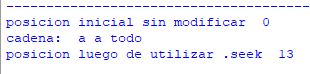 ----------------------------------------
posicion inicial sin modificar  0
cadena:  a a todo
posicion luego de utilizar .seek  13